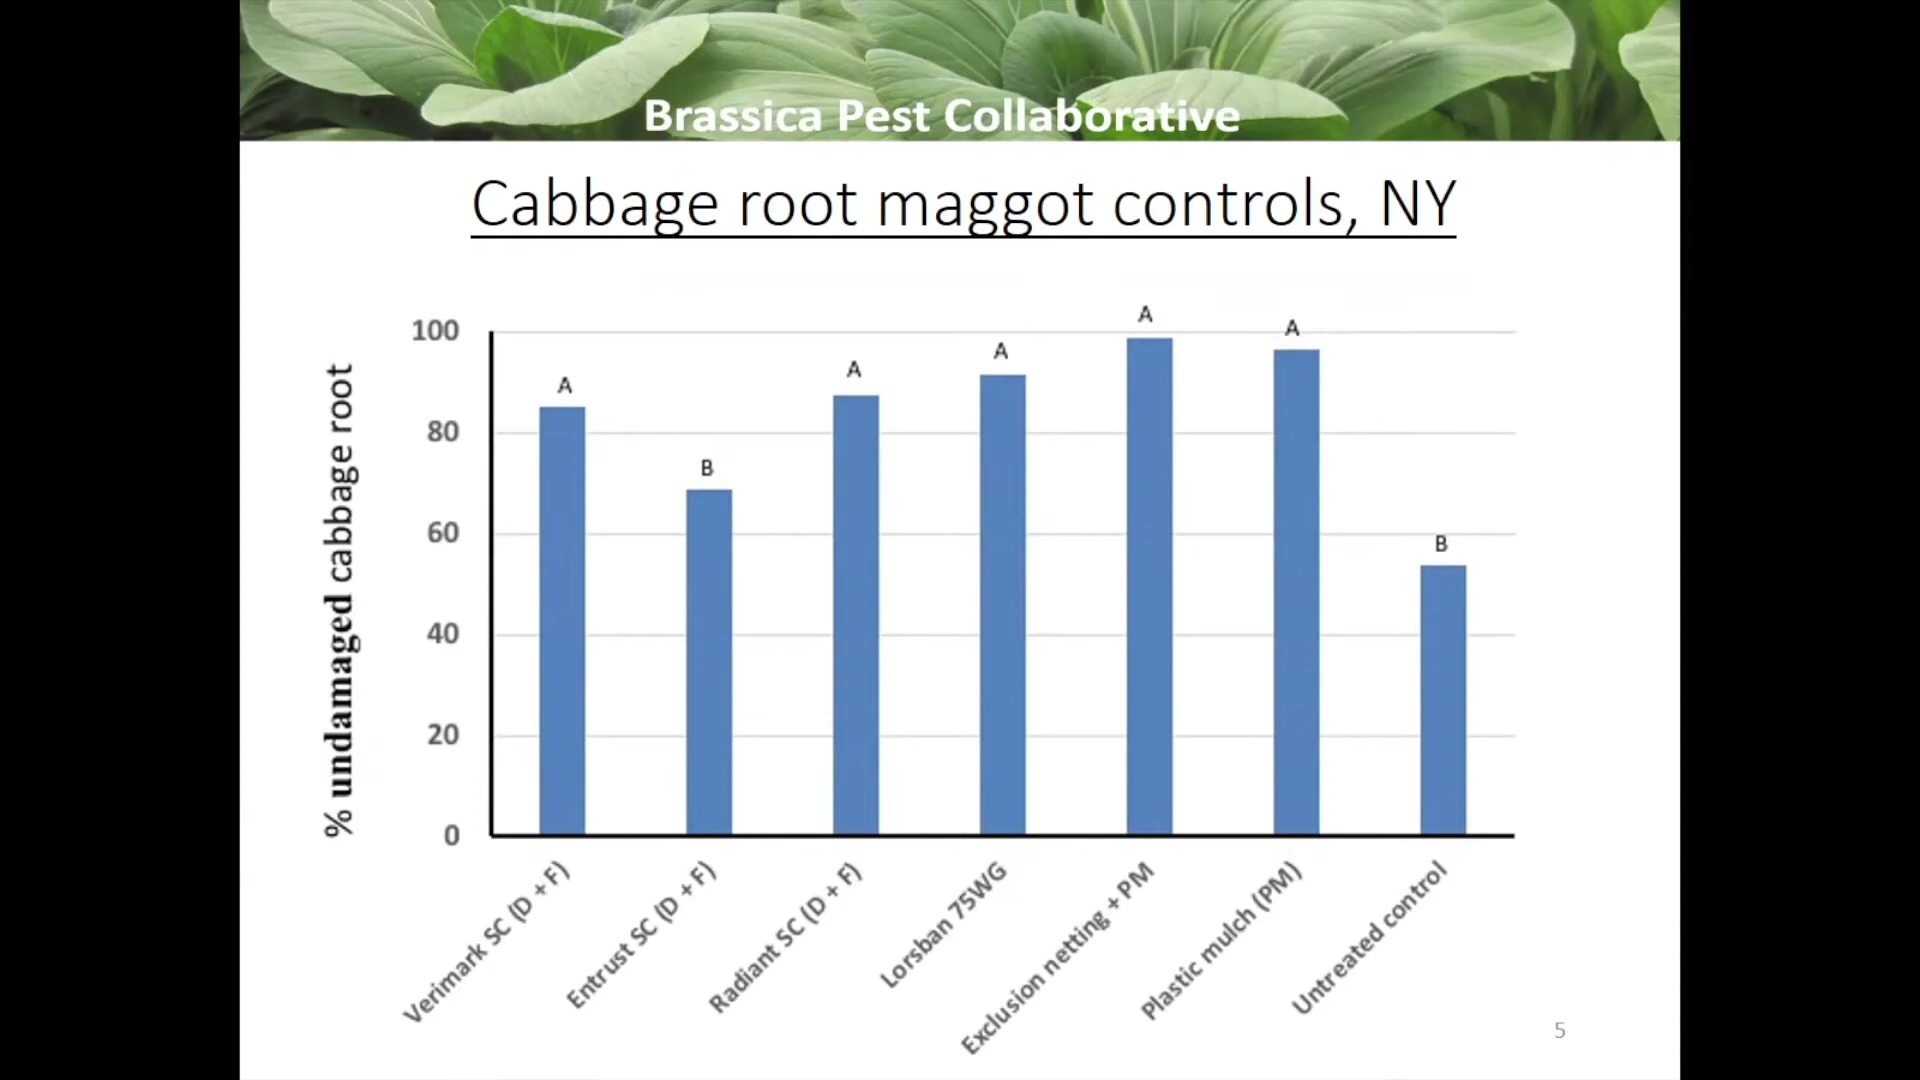 Brassica Pest Collaborative
Cabbage root maggot controls, NY
% undamaged cabbage root
100
80
60
40
20
0
A
B
A
A
A
A
B
Verimark SC (D + F)
Entrust SC (D + F)
Radiant SC (D + F)
Lorsban 75WG
Exclusion netting + PM
Plastic mulch (PM)
Untreated control
5